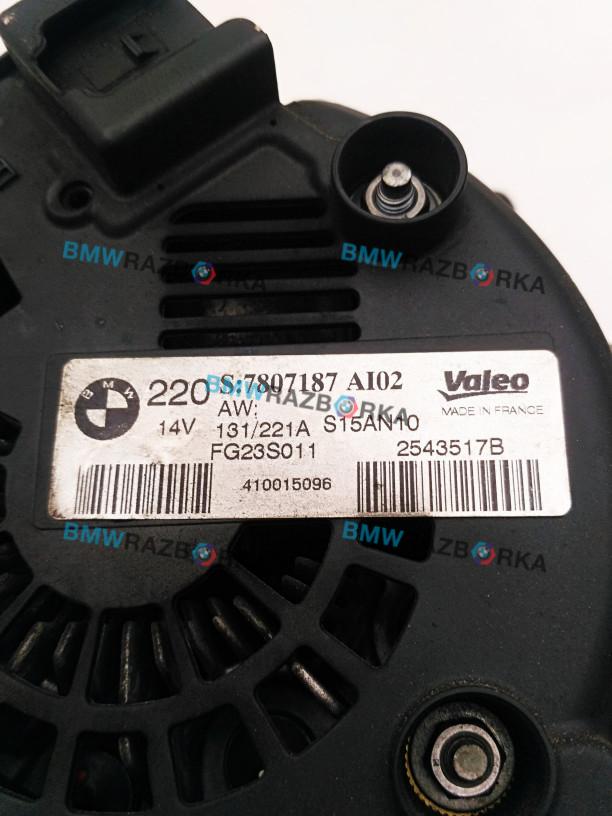 BMWRAZBORKA BMWRAZBORKA
BMW 220 S:7807187 AI02 Valeo
AW:
14V 131/221A S15AN10 MADE IN FRANCE
FG23S011 2543517B
410015096
BMWRAZBORKA BMWRAZBORKA